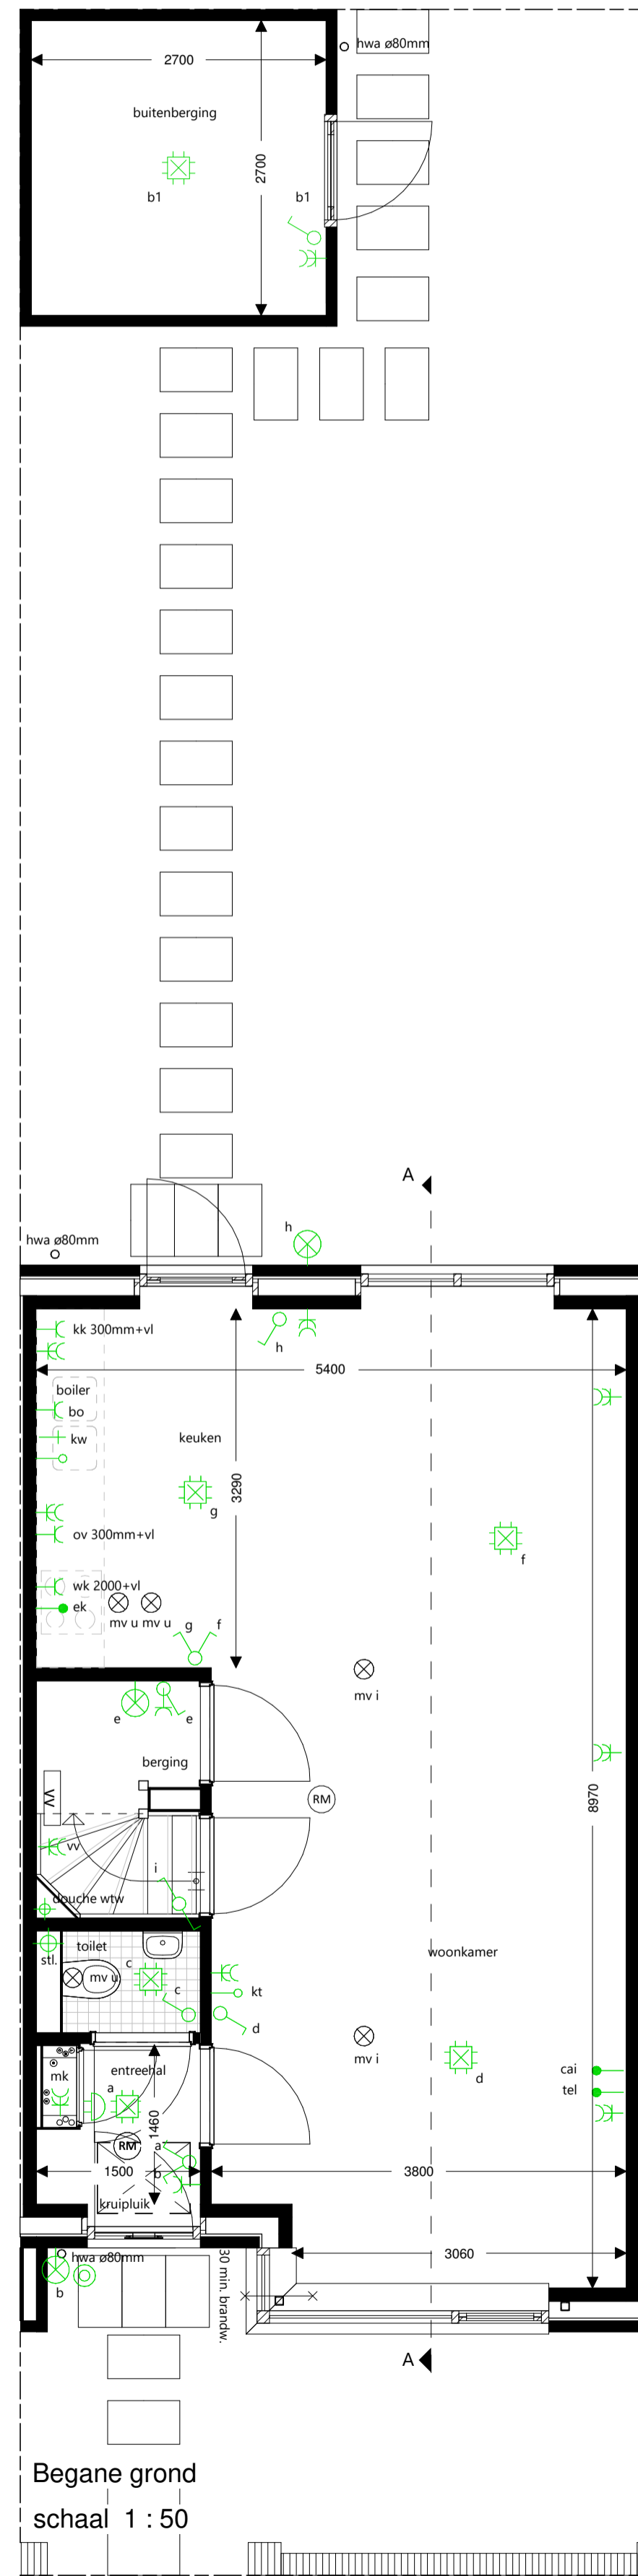 hwa ø80mm
2700
buitenberging
2700
b1
b1
A
h
hwa ø80mm
kk 300mm+vl
h
5400
boiler
bo
kw
keuken
3290
g
ov 300mm+vl
f
wk 2000+vl
ek
mv u
mv u
g
f
mv i
e
e
berging
VV
RM
8970
vv
i
douche wtw
toilet
stl.
c
mv u
c
woonkamer
kt
d
mv i
entreehal
cai
mk
a
d
tel
1460
RM
a
1500
b
3800
kruipluik
hwa ø80mm
3060
b
30 min. brandw.
A
Begane grond
schaal 1 : 50